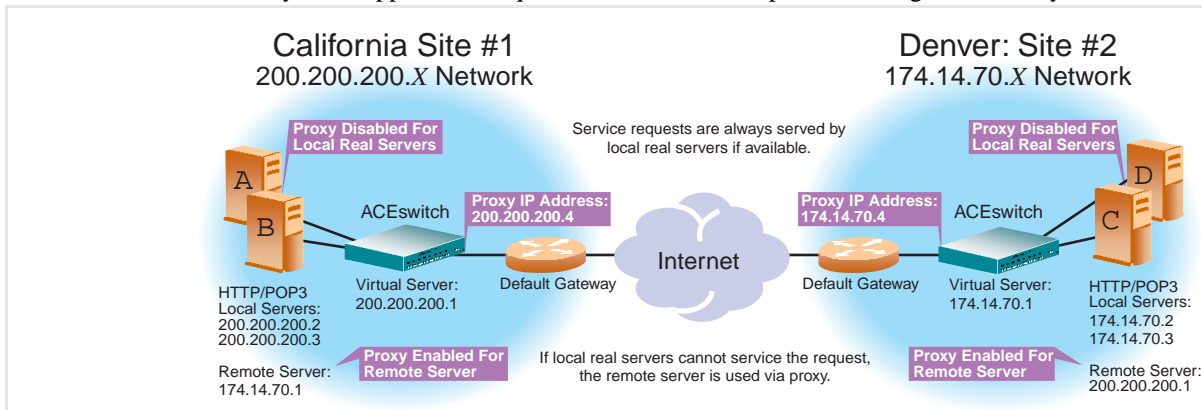 California Site #1
200.200.200.X Network
Denver: Site #2
174.14.70.X Network
Proxy Disabled For
Local Real Servers
Service requests are always served by
local real servers if available.
Proxy Disabled For
Local Real Servers
A
B
Proxy IP Address:
200.200.200.4
Proxy IP Address:
174.14.70.4
D
C
ACEswitch
ACEswitch
Internet
Virtual Server:
200.200.200.1
Default Gateway
Default Gateway
Virtual Server:
174.14.70.1
HTTP/POP3
Local Servers:
200.200.200.2
200.200.200.3
HTTP/POP3
Local Servers:
174.14.70.2
174.14.70.3
Remote Server:
174.14.70.1
Proxy Enabled For
Remote Server
If local real servers cannot service the request,
the remote server is used via proxy.
Proxy Enabled For
Remote Server
Remote Server:
200.200.200.1